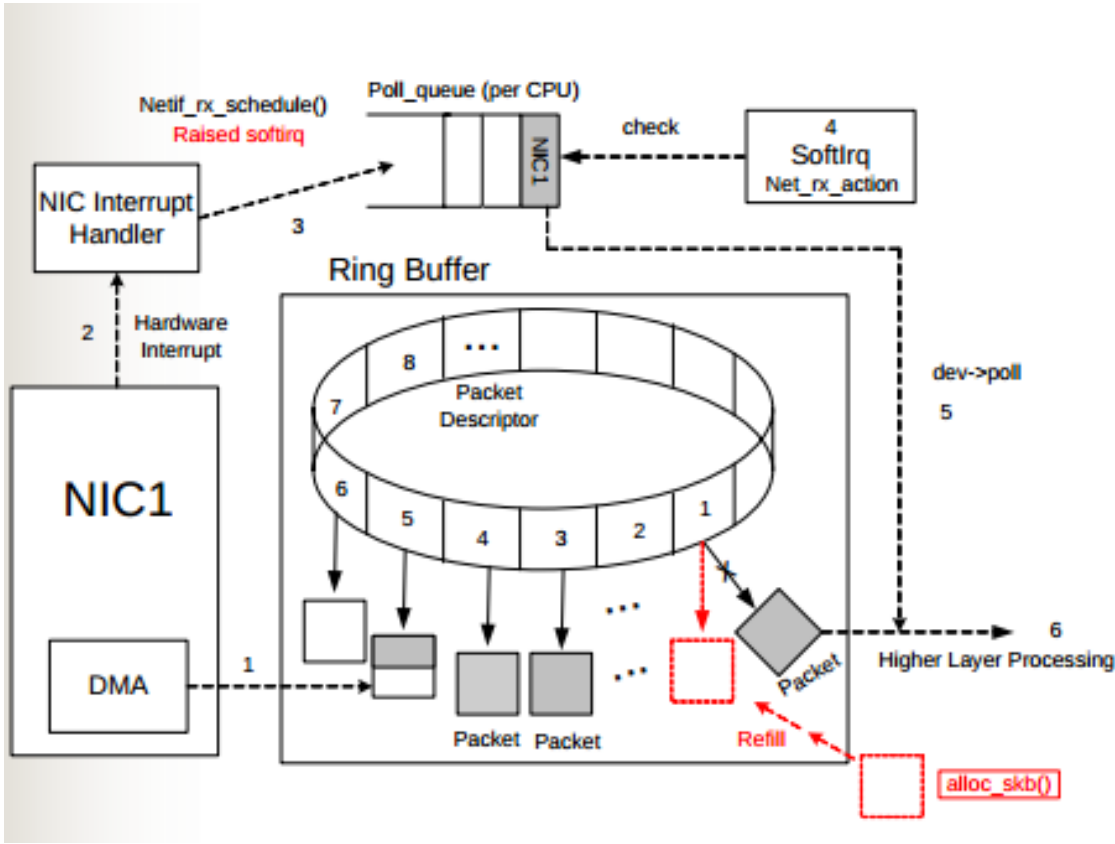 Poll_queue (per CPU)
Netif_rx_schedule()
Raised softirq
check
4
SoftIrq
Net_rx_action
NIC1
NIC Interrupt
Handler
3
Ring Buffer
2
Hardware
Interrupt
8
...
7
Packet
Descriptor
dev->poll
5
NIC1
6
5
4
3
2
1
...
1
DMA
...
Packet
6
Higher Layer Processing
Packet
Packet
Refill
alloc_skb()